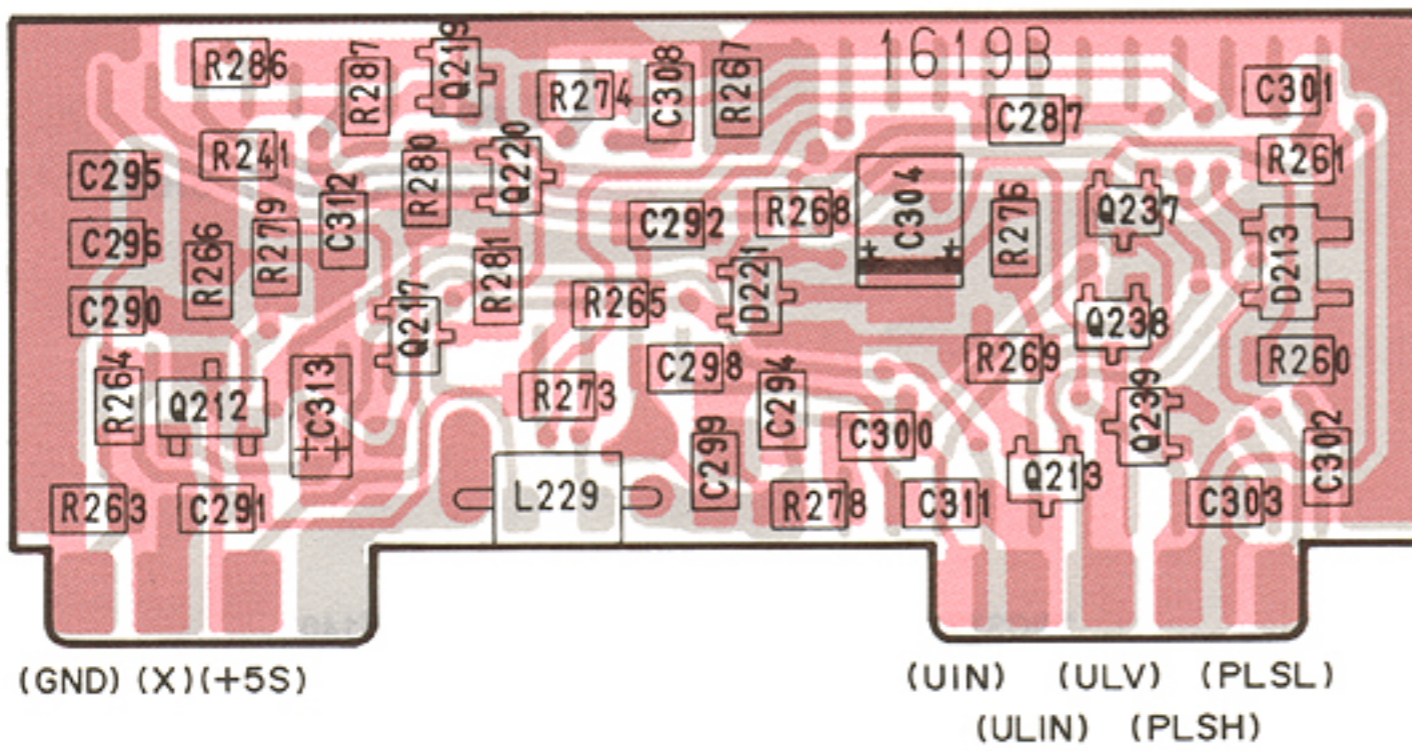 R286
R287
Q219
R274
C308
R267
1619B
C287
C301
C295
R241
R280
Q220
R261
C296
R266
R279
C312
C292
R268
C304
R276
Q237
D213
C290
Q217
R281
R265
D221
Q238
R264
Q212
C313
R273
C298
C294
R269
R260
Q239
C299
C300
C302
R263
C291
L229
R278
C311
Q213
C303
(GND) (X)(+5S)
(UIN) (ULV) (PLSL)
(ULIN) (PLSH)